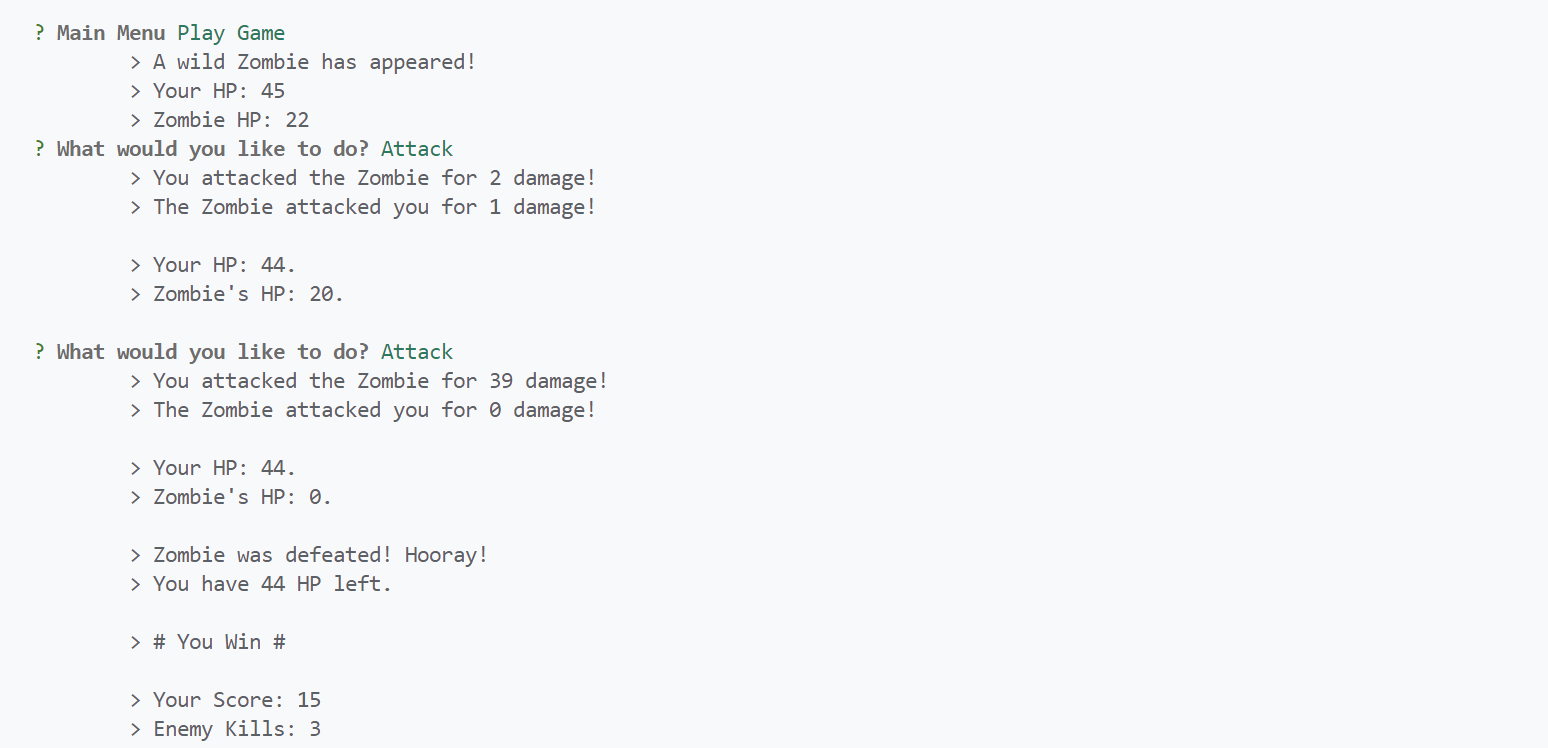 ? Main Menu Play Game
> A wild Zombie has appeared!
> Your HP: 45
> Zombie HP: 22
? What would you like to do? Attack
> You attacked the Zombie for 2 damage!
> The Zombie attacked you for 1 damage!
> Your HP: 44.
> Zombie's HP: 20.
? What would you like to do? Attack
> You attacked the Zombie for 39 damage!
> The Zombie attacked you for 0 damage!
> Your HP: 44.
> Zombie's HP: 0.
> Zombie was defeated! Hooray!
> You have 44 HP left.
> # You Win #
> Your Score: 15
> Enemy Kills: 3